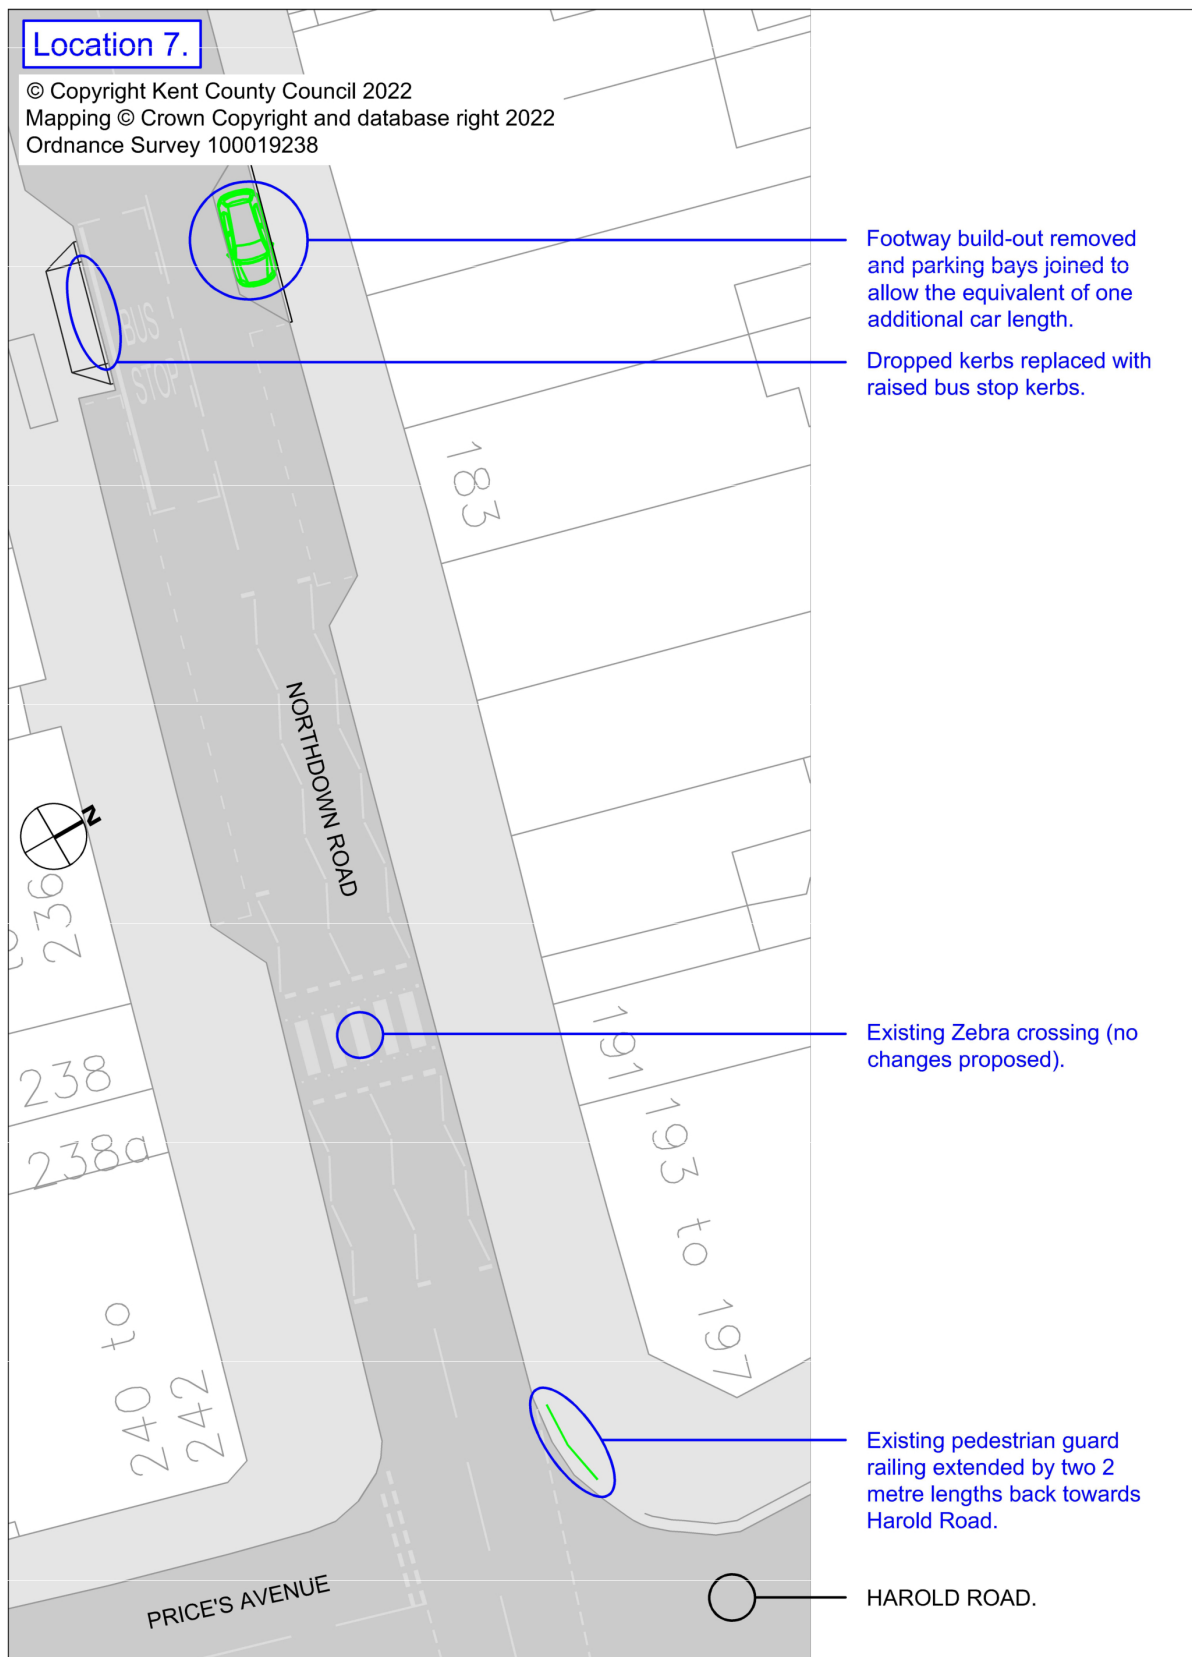 Location 7.
© Copyright Kent County Council 2022
Mapping © Crown Copyright and database right 2022
Ordnance Survey 100019238
Footway build-out removed
and parking bays joined to
allow the equivalent of one
additional car length.
Dropped kerbs replaced with
raised bus stop kerbs.
BUS
STOP
183
NORTHDOWN ROAD
N
236
Existing Zebra crossing (no
changes proposed).
191
238
238a
193 to 197
240 to
242
Existing pedestrian guard
railing extended by two 2
metre lengths back towards
Harold Road.
PRICE'S AVENUE
HAROLD ROAD.